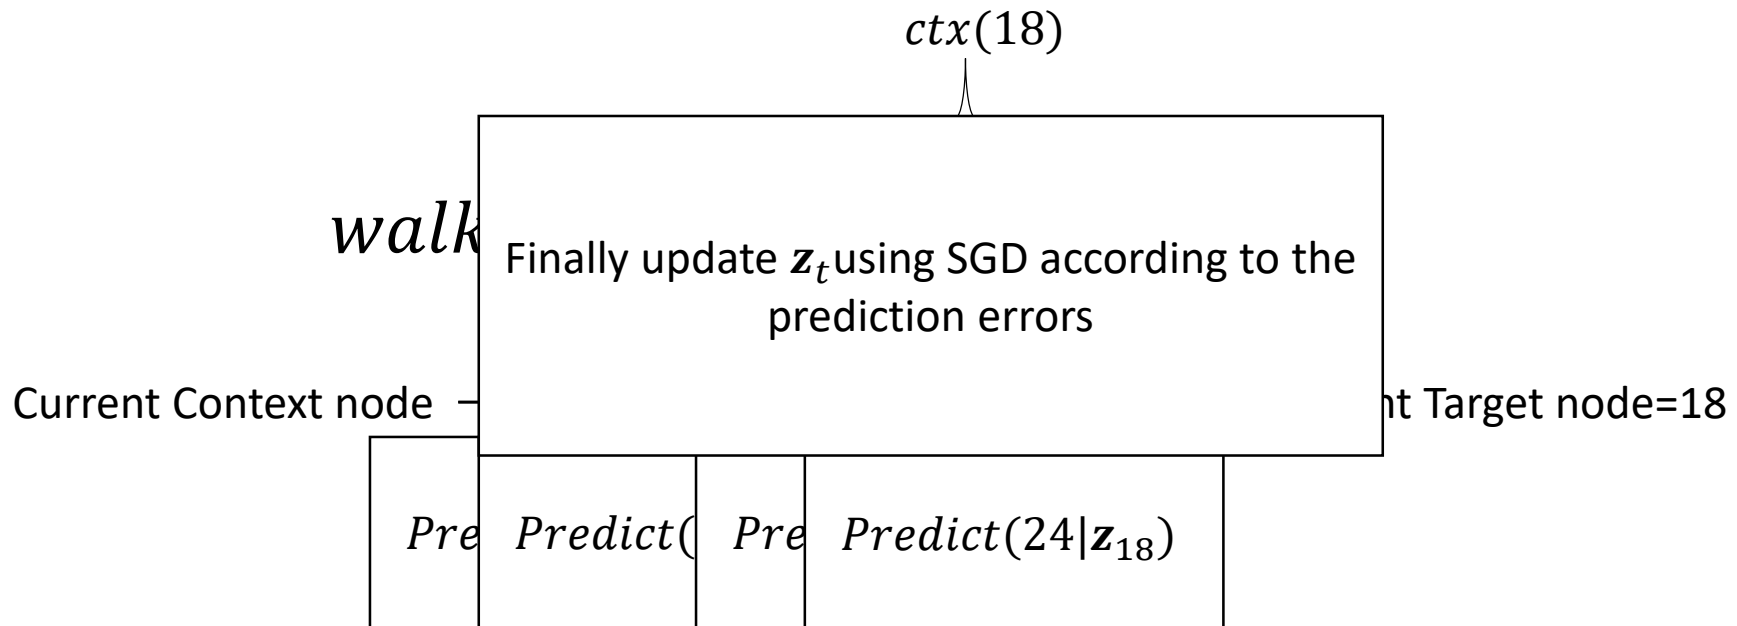 ctx(18)
walk
Finally update z_t using SGD according to the
prediction errors
Current Context node
nt Target node=18
Pre Predict( Pre Predict(24|z_18)